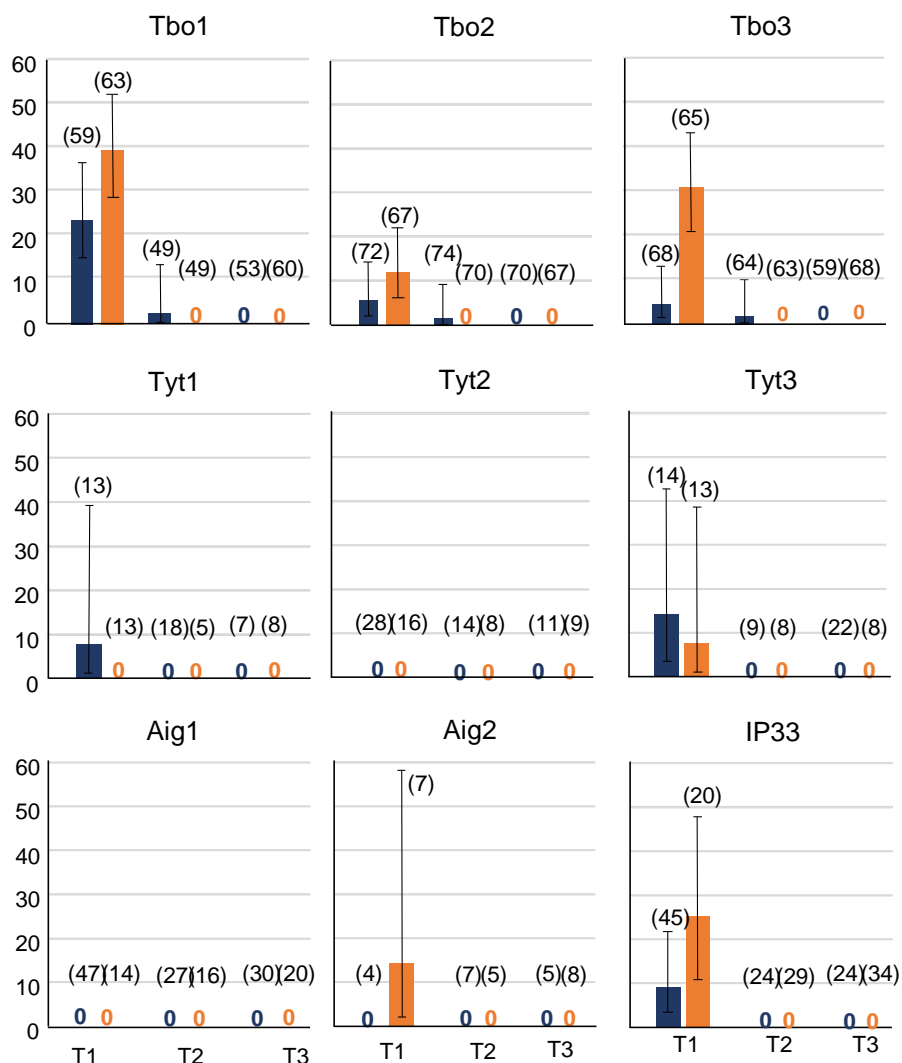 Tbo1 Tbo2 Tbo3
60
50
40
30
20
10
0
(59) (63) (49) (49) (53) (60)
0 0 0
(72) (67) (74) (70) (70) (67)
0 0 0
(68) (65) (64) (63) (59) (68)
0 0 0
Tyt1 Tyt2 Tyt3
60
50
40
30
20
10
0
(13) (13) (18) (5) (7) (8)
0 0 0 0 0
(28) (16) (14) (8) (11) (9)
0 0 0 0 0 0
(14) (13) (9) (8) (22) (8)
0 0 0 0
Aig1 Aig2 IP33
60
50
40
30
20
10
0
(47) (14) (27) (16) (30) (20)
0 0 0 0 0 0
(4) (7) (7) (5) (5) (8)
0 0 0 0 0
(45) (20) (24) (29) (24) (34)
0 0 0 0
T1 T2 T3 T1 T2 T3 T1 T2 T3